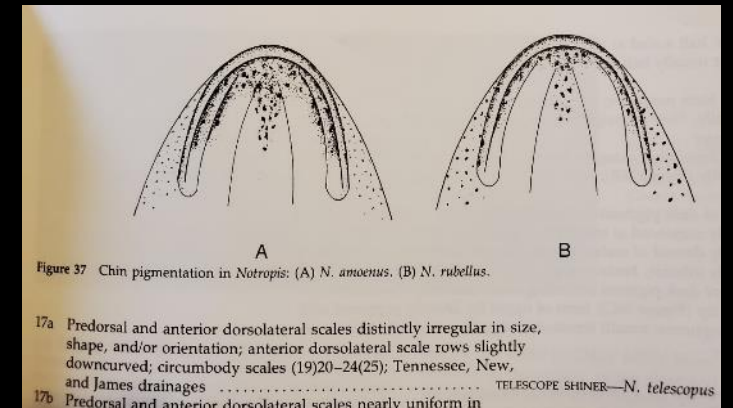 A
B
Figure 37 Chin pigmentation in Notropis: (A) N. amoenus. (B) N. rubellus.
17a Predorsal and anterior dorsolateral scales distinctly irregular in size,
shape, and/or orientation; anterior dorsolateral scale rows slightly
downcurved; circumbody scales (19)20–24(25); Tennessee, New,
and James drainages ................................ TELESCOPE SHINER—N. telescopus
17b Predorsal and anterior dorsolateral scales nearly uniform in